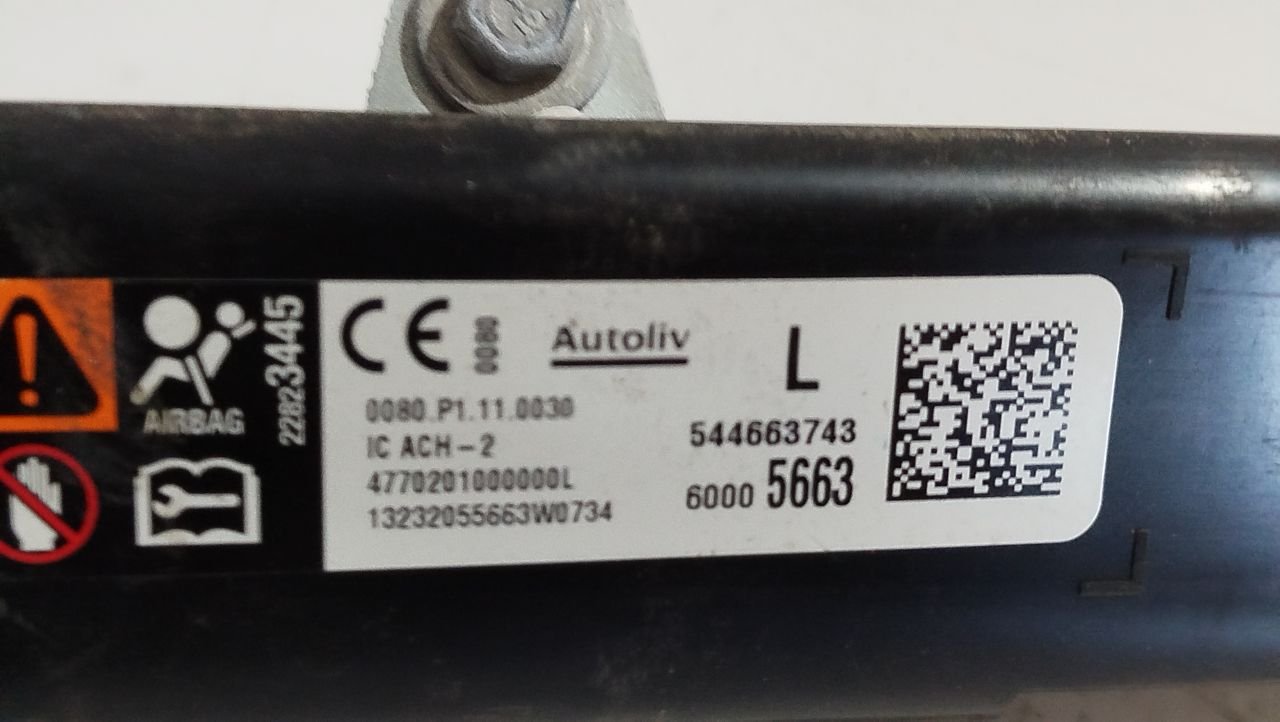 AIRBAG
22823445
CE
0080
Autoliv
L
0080.P1.11.0030
IC ACH-2
4770201000000L
13232055663W0734
544663743
6000 5663